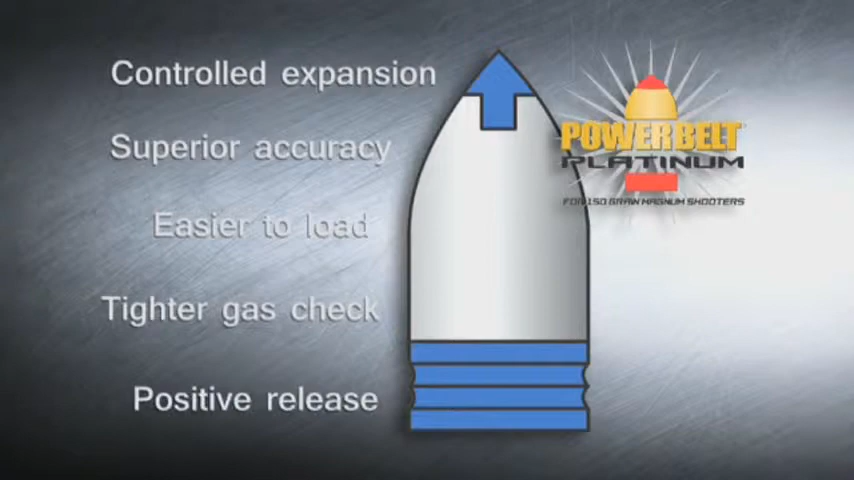 Controlled expansion
Superior accuracy
Easier to load
Tighter gas check
Positive release
POWERBELT
PLATINUM
FOR 150 GRAIN MAGNUM SHOOTERS